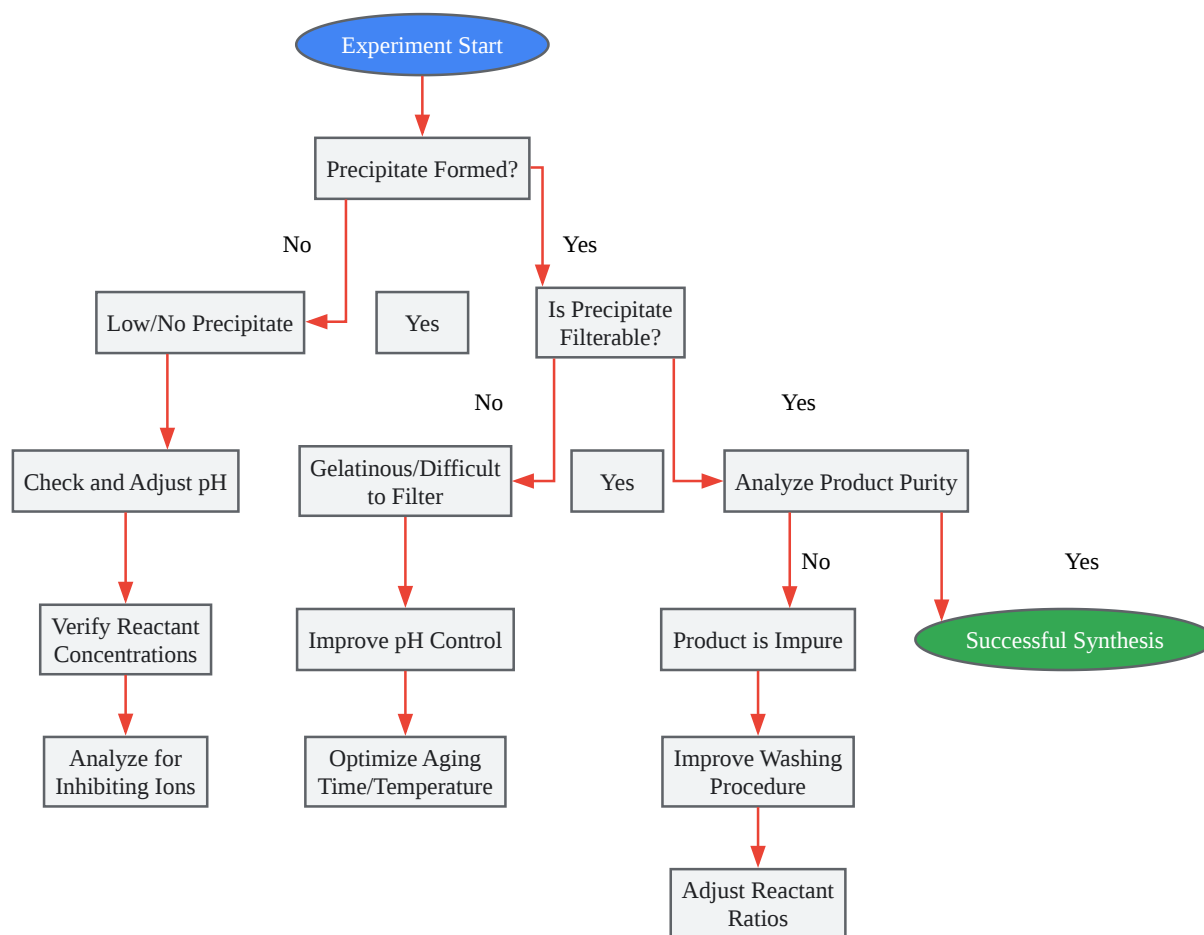 Experiment Start
Precipitate Formed?
No
Yes
Low/No Precipitate
Yes
Is Precipitate
Filterable?
No
Yes
Check and Adjust pH
Gelatinous/Difficult
to Filter
Yes
Analyze Product Purity
No
Yes
Verify Reactant
Concentrations
Improve pH Control
Product is Impure
Successful Synthesis
Analyze for
Inhibiting Ions
Optimize Aging
Time/Temperature
Improve Washing
Procedure
Adjust Reactant
Ratios